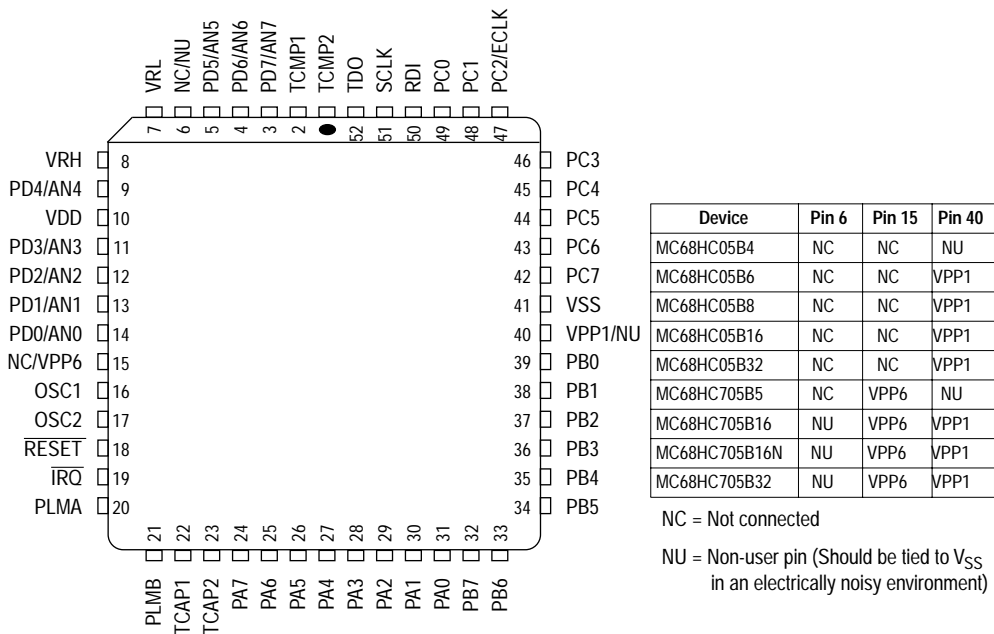 VRL
NC/NU
PD5/AN5
PD6/AN6
PD7/AN7
TCMP1
TCMP2
TDO
SCLK
RDI
PC0
PC1
PC2/ECLK
7
6
5
4
3
2
52
51
50
49
48
47
VRH 8
PD4/AN4 9
VDD 10
PD3/AN3 11
PD2/AN2 12
PD1/AN1 13
PD0/AN0 14
NC/VPP6 15
OSC1 16
OSC2 17
RESET 18
IRQ 19
PLMA 20
46 PC3
45 PC4
44 PC5
43 PC6
42 PC7
41 VSS
40 VPP1/NU
39 PB0
38 PB1
37 PB2
36 PB3
35 PB4
34 PB5
21
22
23
24
25
26
27
28
29
30
31
32
33
PLMB
TCAP1
TCAP2
PA7
PA6
PA5
PA4
PA3
PA2
PA1
PA0
PB7
PB6
Device Pin 6 Pin 15 Pin 40
MC68HC05B4 NC NC NU
MC68HC05B6 NC NC VPP1
MC68HC05B8 NC NC VPP1
MC68HC05B16 NC NC VPP1
MC68HC05B32 NC NC VPP1
MC68HC705B5 NC VPP6 NU
MC68HC705B16 NU VPP6 VPP1
MC68HC705B16N NU VPP6 VPP1
MC68HC705B32 NU VPP6 VPP1
NC = Not connected
NU = Non-user pin (Should be tied to VSS
in an electrically noisy environment)